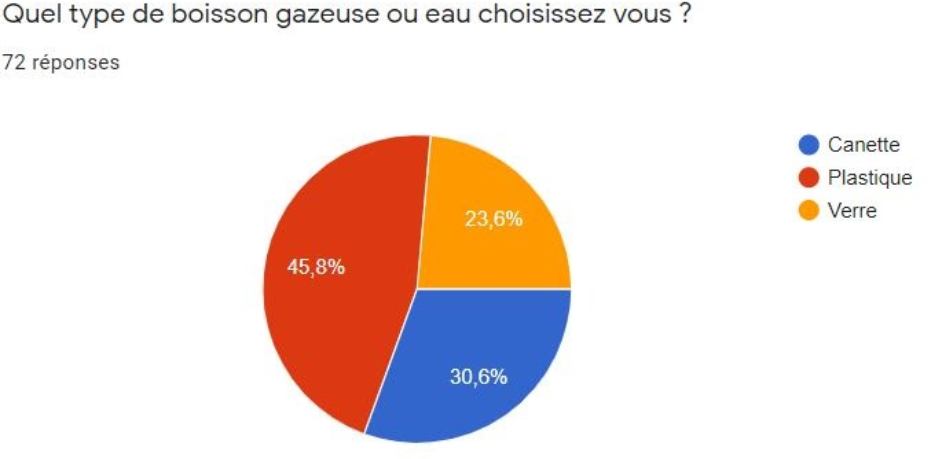 Quel type de boisson gazeuse ou eau choisissez vous ?
72 réponses
Canette
Plastique
Verre
23,6%
45,8%
30,6%